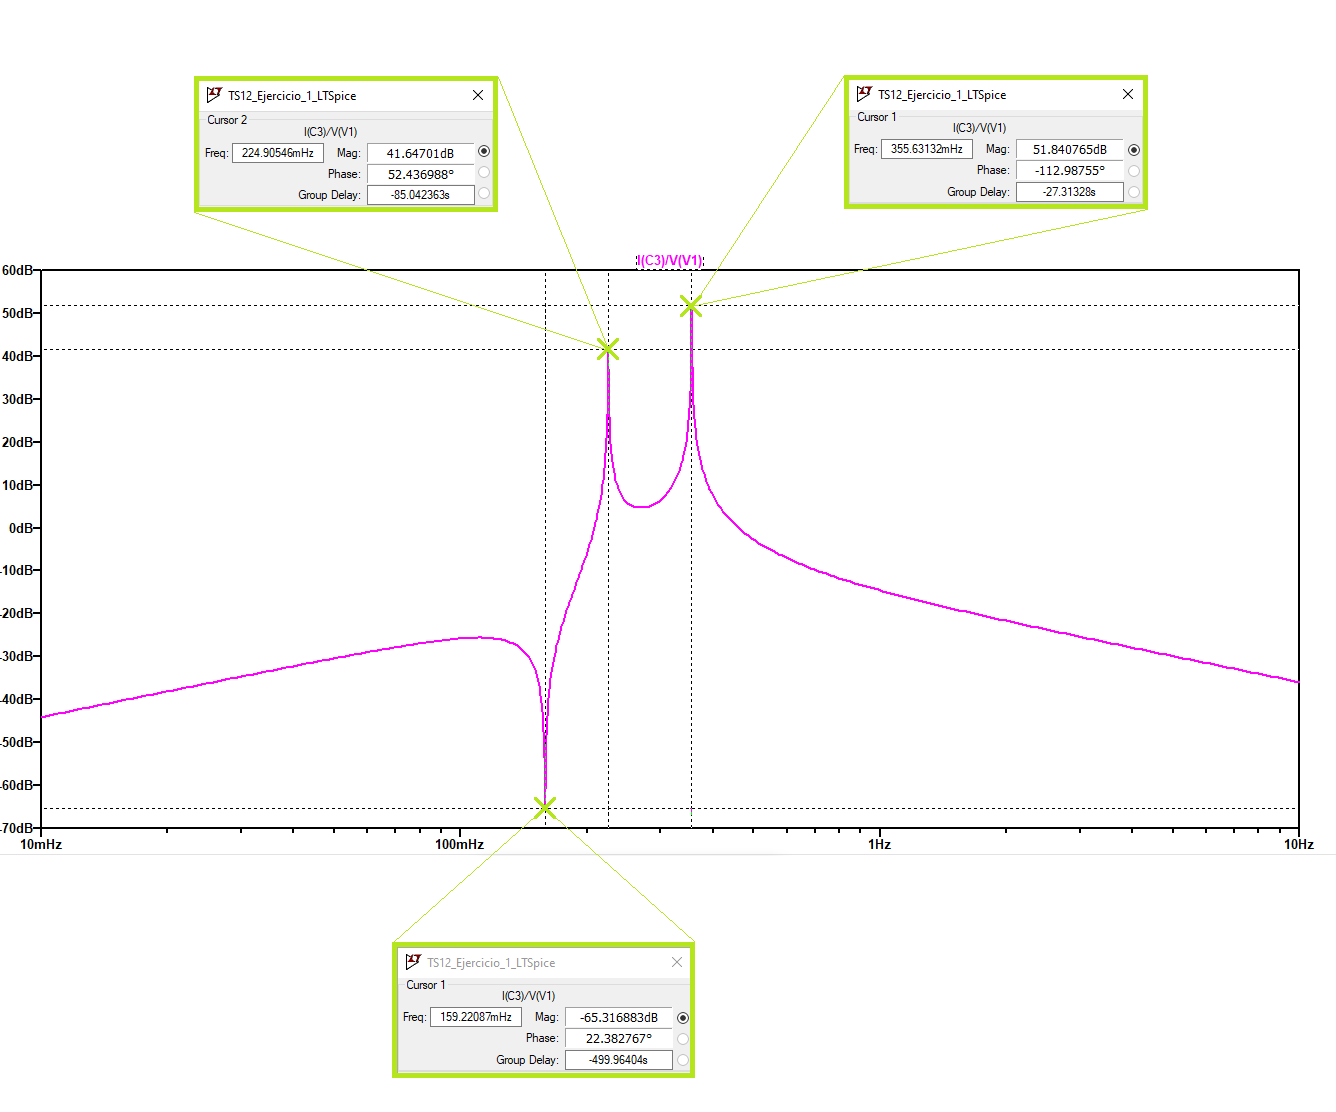 TS12_Ejercicio_1_LTSpice
Cursor 2
I(C3)/V(V1)
Freq: 224.90546mHz Mag: 41.64701dB
Phase: 52.436988°
Group Delay: -85.042363s
TS12_Ejercicio_1_LTSpice
Cursor 1
I(C3)/V(V1)
Freq: 355.63132mHz Mag: 51.840765dB
Phase: -112.98755°
Group Delay: -27.31328s
I(C3)/V(V1)
60dB
50dB
40dB
30dB
20dB
10dB
0dB
-10dB
-20dB
-30dB
-40dB
-50dB
-60dB
-70dB
10mHz 100mHz 1Hz 10Hz
TS12_Ejercicio_1_LTSpice
Cursor 1
I(C3)/V(V1)
Freq: 159.22087mHz Mag: -65.316883dB
Phase: 22.382767°
Group Delay: -499.96404s